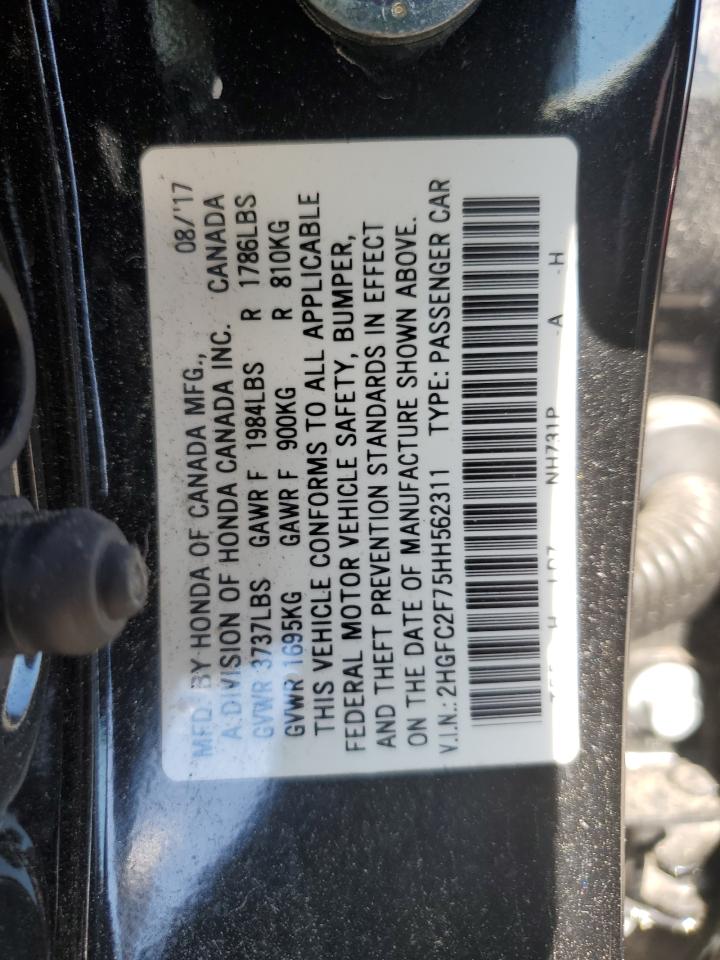 MFD. BY HONDA OF CANADA MFG., 08/'17
A DIVISION OF HONDA CANADA INC. CANADA
GVWR 3737LBS GAWR F 1984LBS R 1786LBS
GVWR 1695KG GAWR F 900KG R 810KG
THIS VEHICLE CONFORMS TO ALL APPLICABLE
FEDERAL MOTOR VEHICLE SAFETY, BUMPER,
AND THEFT PREVENTION STANDARDS IN EFFECT
ON THE DATE OF MANUFACTURE SHOWN ABOVE.
V.I.N.: 2HGFC2F75HH562311 TYPE: PASSENGER CAR
NH731P -A -H